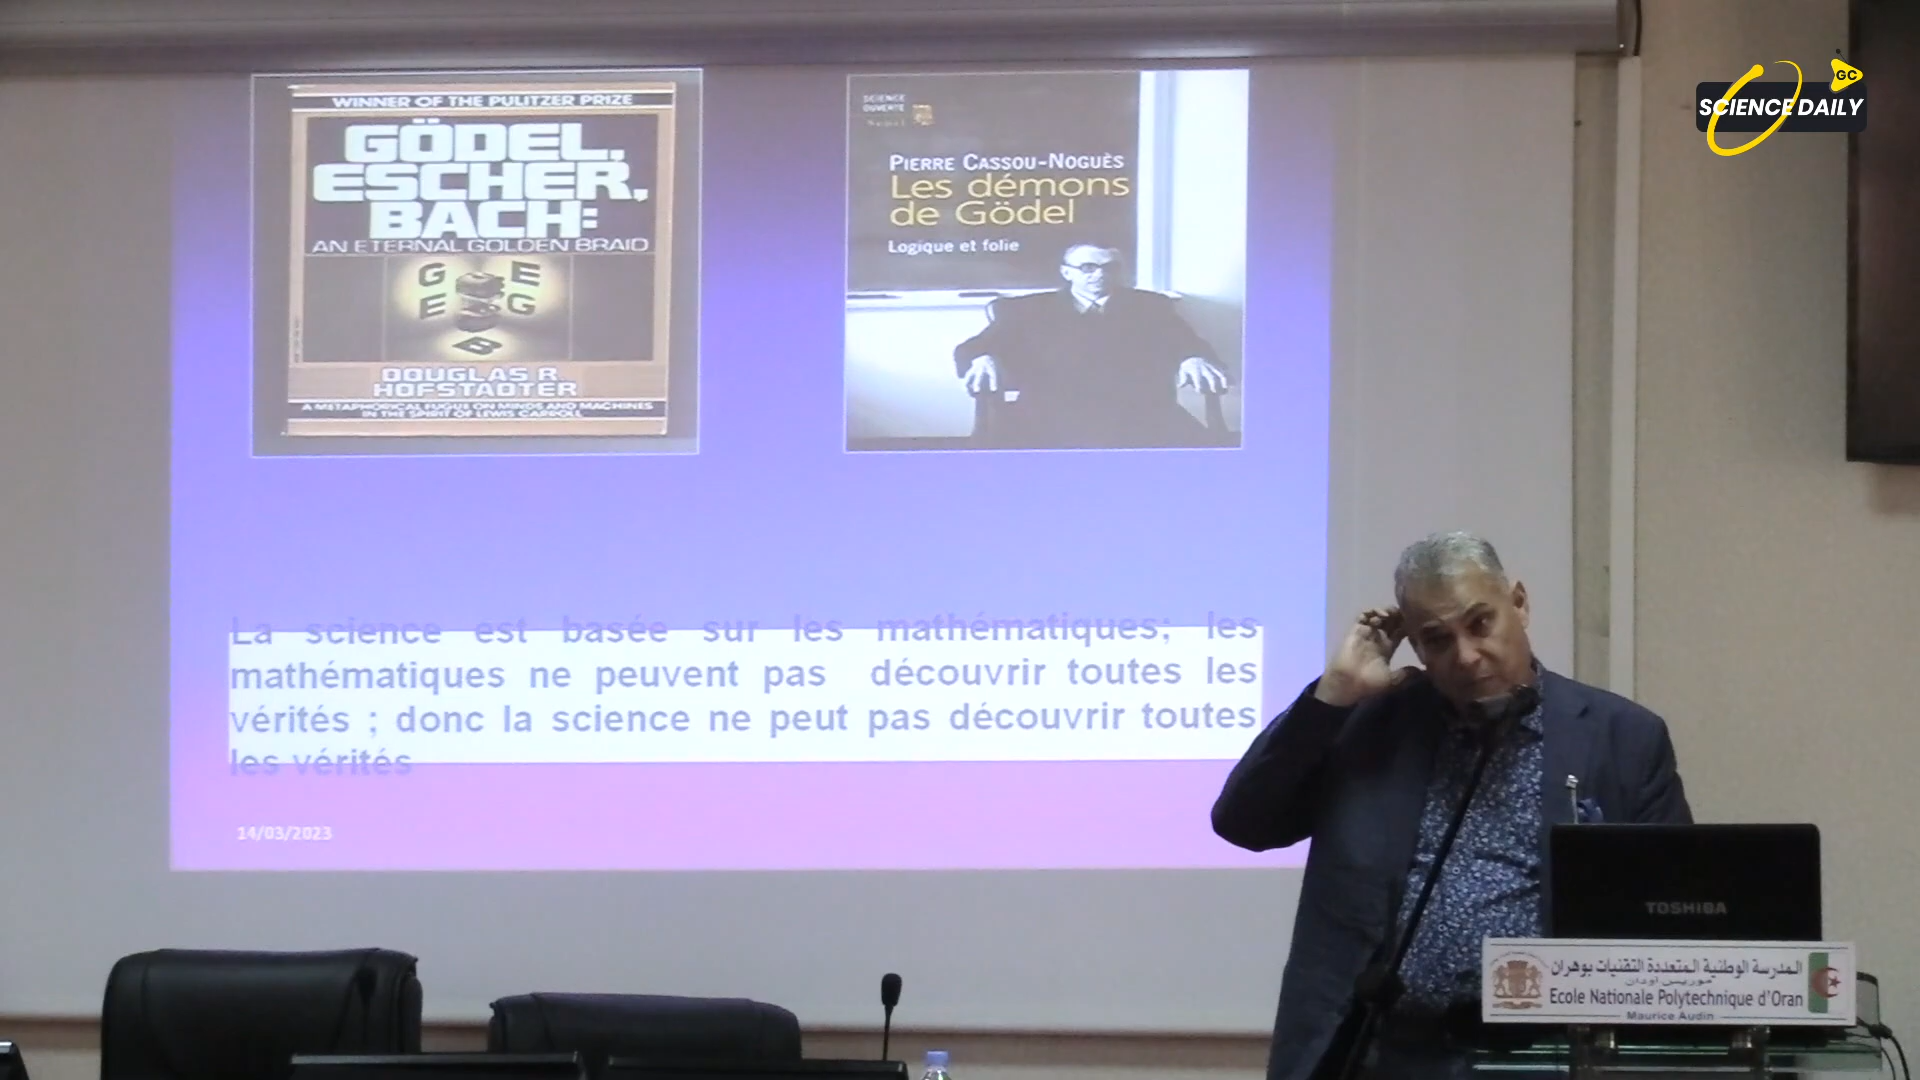 WINNER OF THE PULITZER PRIZE
GÖDEL,
ESCHER,
BACH:
AN ETERNAL GOLDEN BRAID
G E
E G
B
DOUGLAS R.
HOFSTADTER
A METAPHORICAL FUGUE ON MINDS AND MACHINES
IN THE SPIRIT OF LEWIS CARROLL
SCIENCE
OUVERTE
Seuil
PIERRE CASSOU-NOGUÈS
Les démons
de Gödel
Logique et folie
La science est basée sur les mathématiques; les
mathématiques ne peuvent pas découvrir toutes les
vérités ; donc la science ne peut pas découvrir toutes
les vérités
14/03/2023
GC
SCIENCE DAILY
TOSHIBA
المدرسة الوطنية المتعددة التقنيات بوهران
موريس أودان
Ecole Nationale Polytechnique d'Oran
Maurice Audin